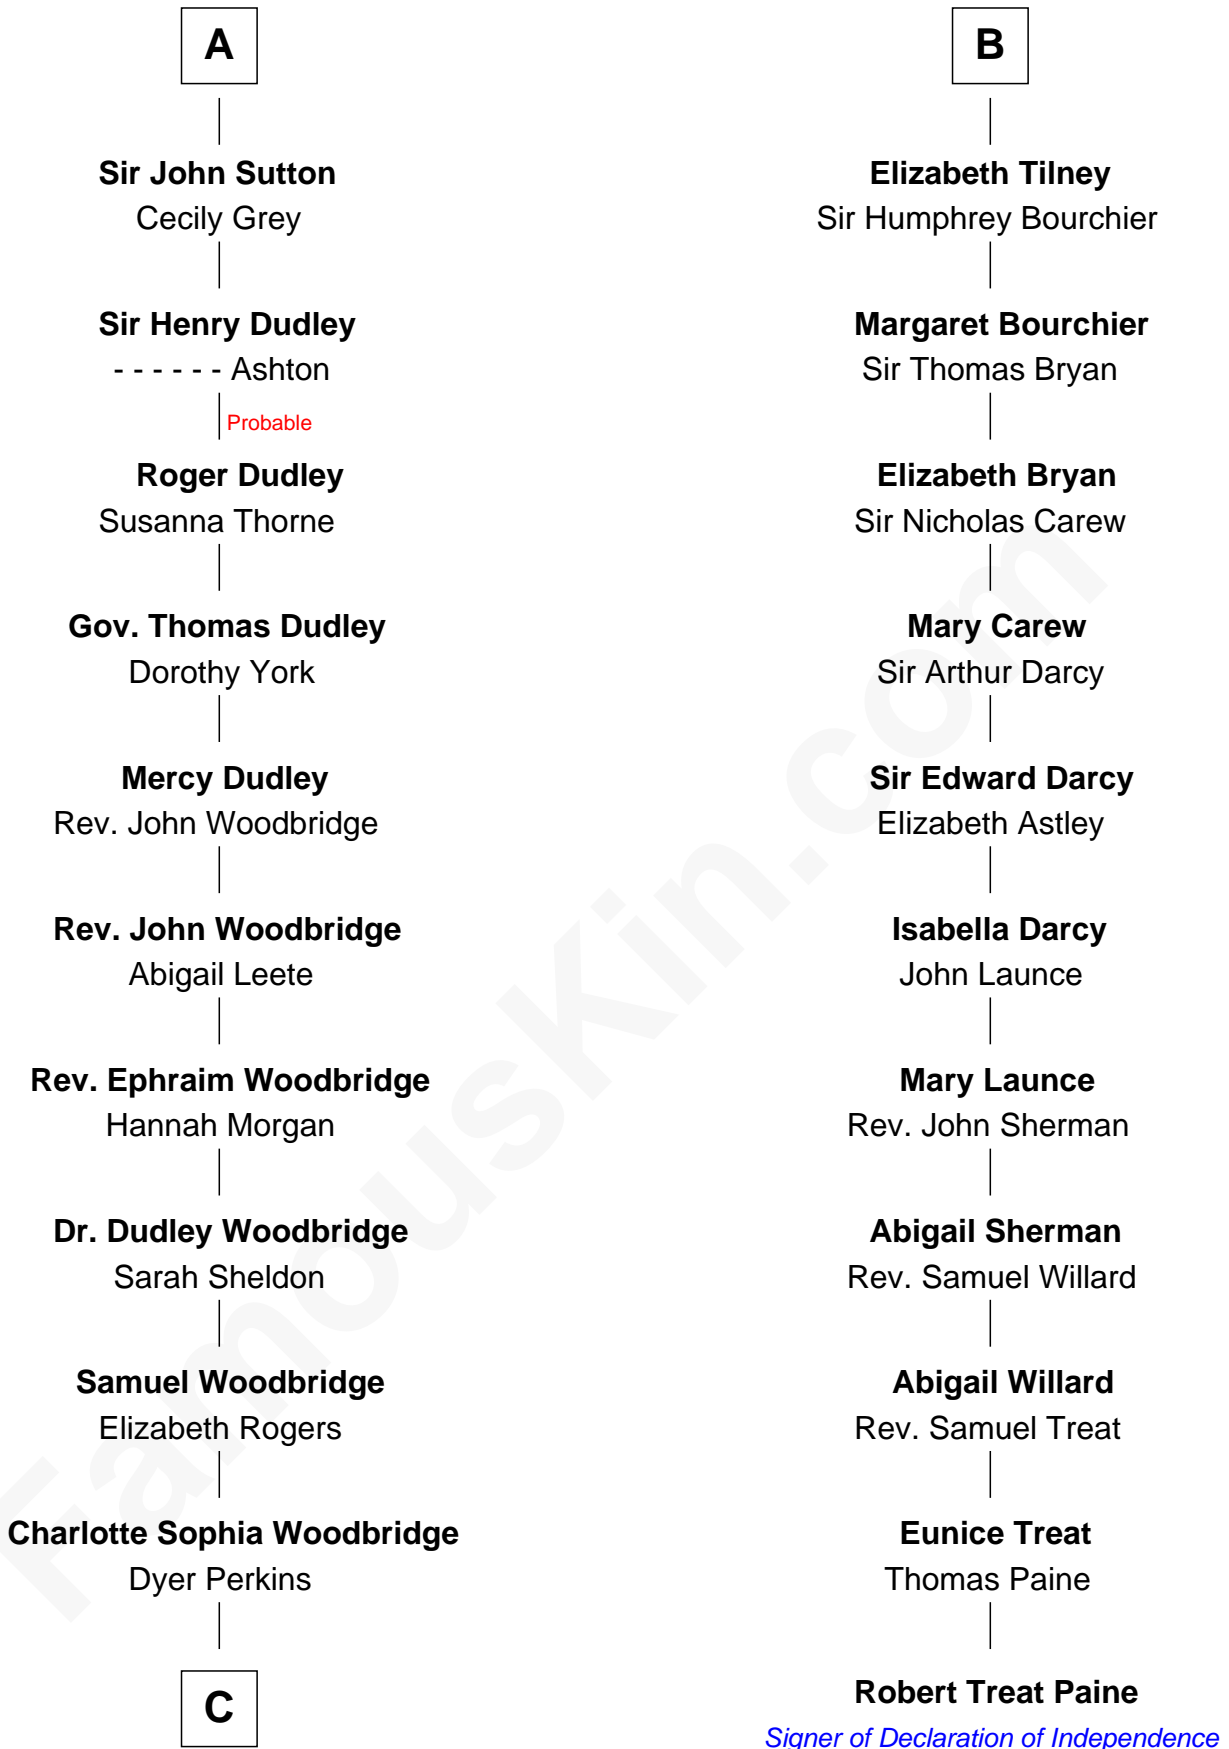 A
Sir John Sutton
Cecily Grey
Sir Henry Dudley
- - - - - - Ashton
Probable
Roger Dudley
Susanna Thorne
Gov. Thomas Dudley
Dorothy York
Mercy Dudley
Rev. John Woodbridge
Rev. John Woodbridge
Abigail Leete
Rev. Ephraim Woodbridge
Hannah Morgan
Dr. Dudley Woodbridge
Sarah Sheldon
Samuel Woodbridge
Elizabeth Rogers
Charlotte Sophia Woodbridge
Dyer Perkins
C
B
Elizabeth Tilney
Sir Humphrey Bourchier
Margaret Bourchier
Sir Thomas Bryan
Elizabeth Bryan
Sir Nicholas Carew
Mary Carew
Sir Arthur Darcy
Sir Edward Darcy
Elizabeth Astley
Isabella Darcy
John Launce
Mary Launce
Rev. John Sherman
Abigail Sherman
Rev. Samuel Willard
Abigail Willard
Rev. Samuel Treat
Eunice Treat
Thomas Paine
Robert Treat Paine
Signer of Declaration of Independence
FamousKin.com